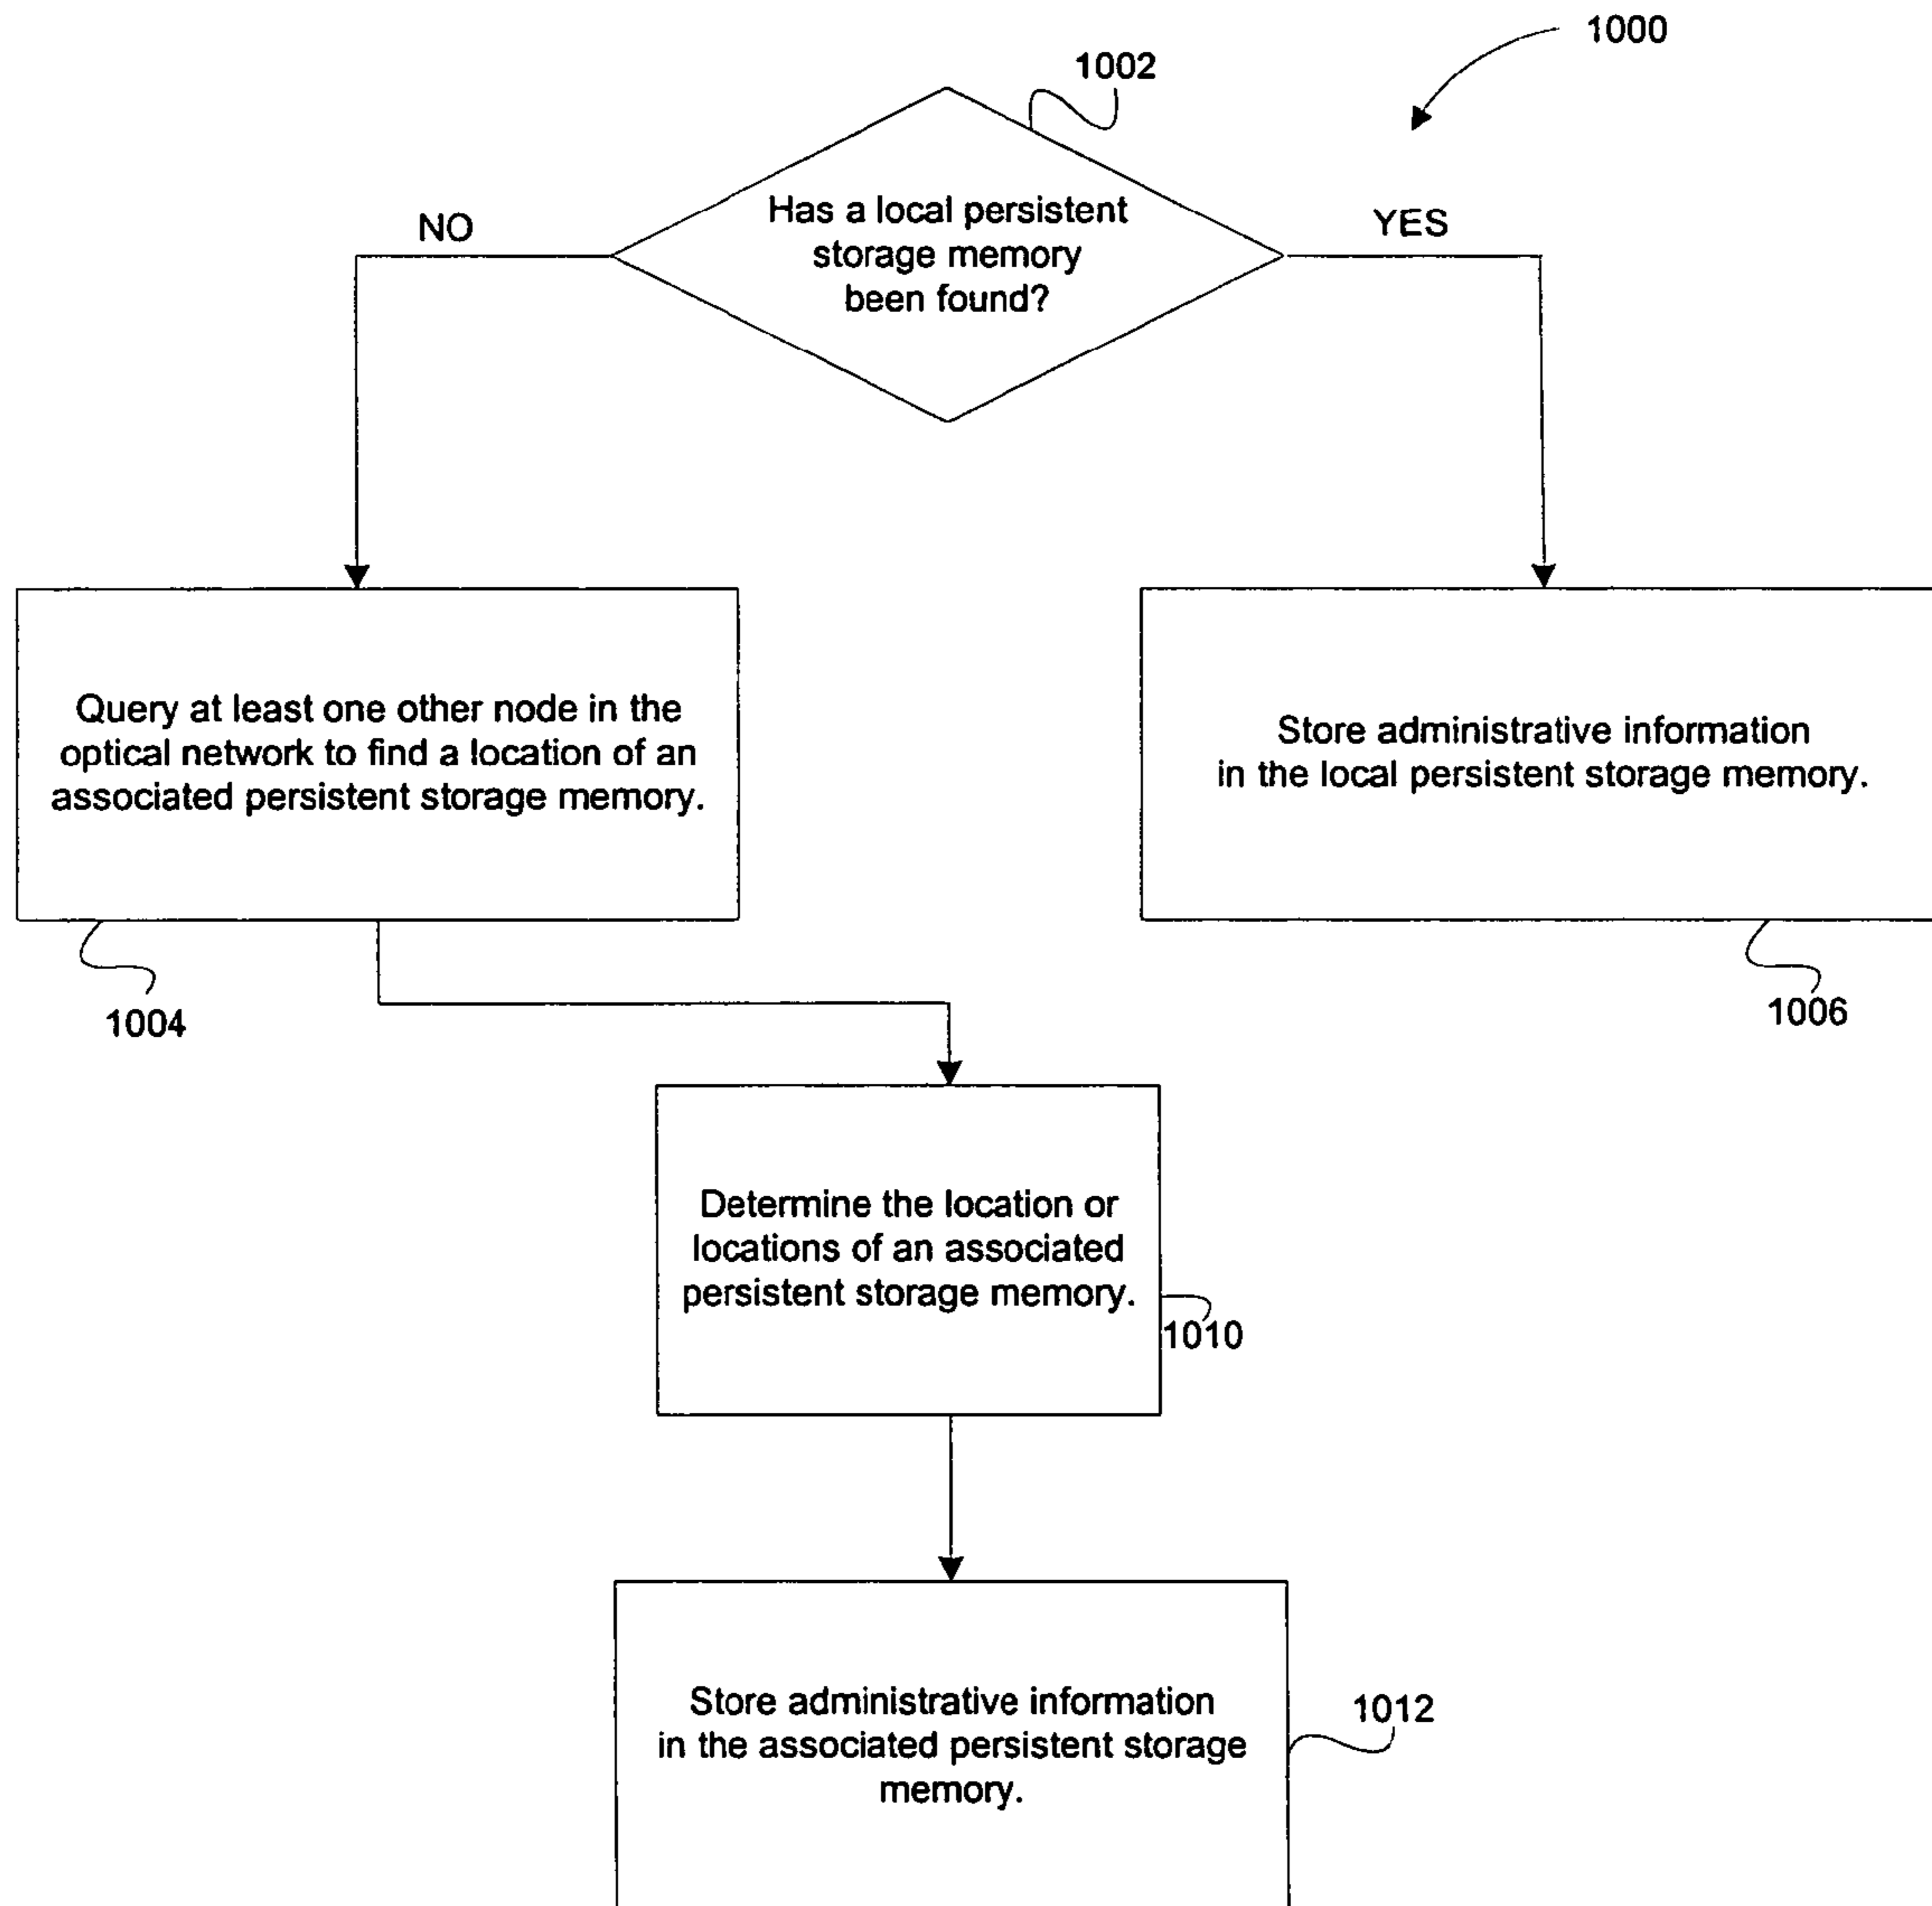 1000
1002
Has a local persistent
storage memory
been found?
NO
YES
Query at least one other node in the
optical network to find a location of an
associated persistent storage memory.
Store administrative information
in the local persistent storage memory.
1004
1006
Determine the location or
locations of an associated
persistent storage memory.
1010
Store administrative information
in the associated persistent storage
memory.
1012